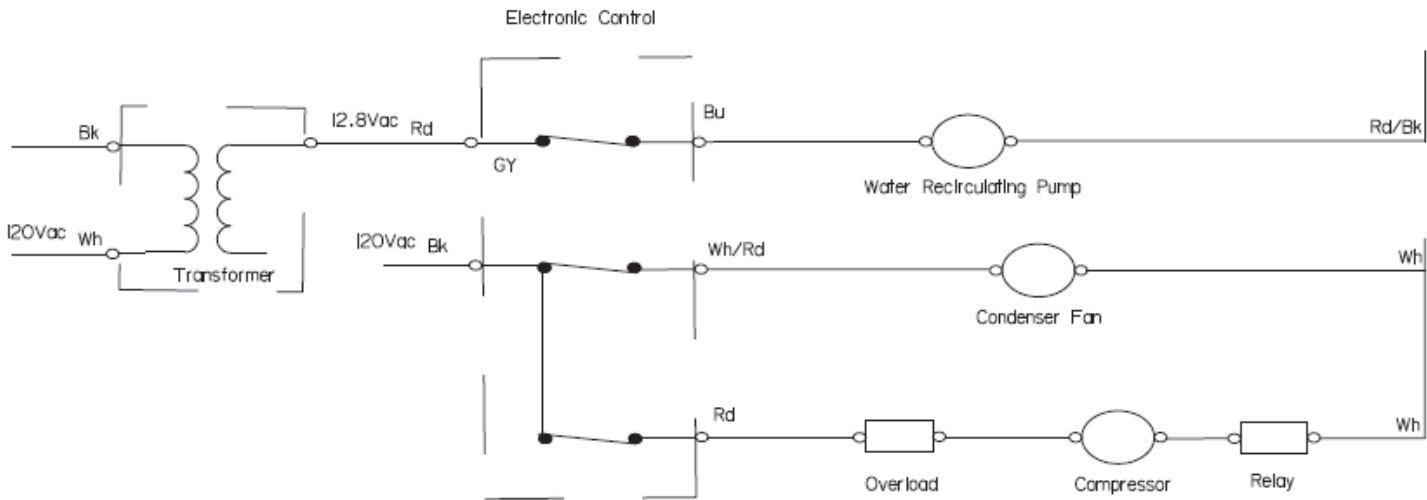 Electronic Control
Bk
12.8Vac Rd
GY
Bu
Rd/Bk
Water Recirculating Pump
120Vac Wh
Transformer
120Vac Bk
Wh/Rd
Wh
Condenser Fan
Rd
Wh
Overload
Compressor
Relay